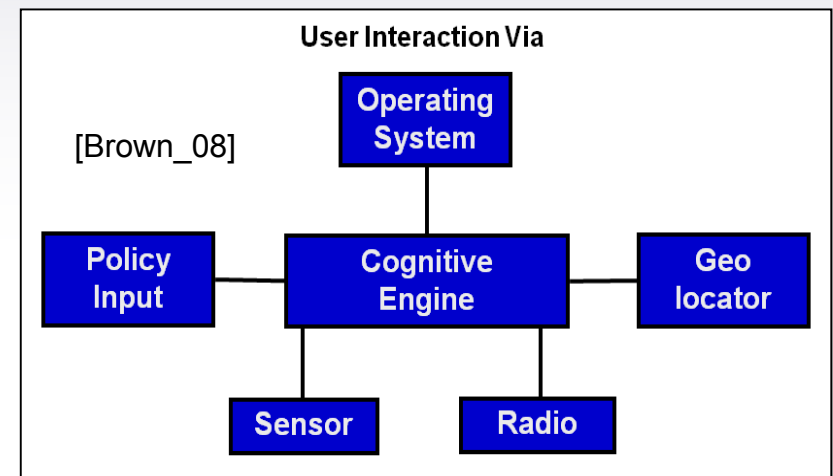 User Interaction Via
Operating
System
[Brown_08]
Policy
Input
Cognitive
Engine
Geo
locator
Sensor
Radio